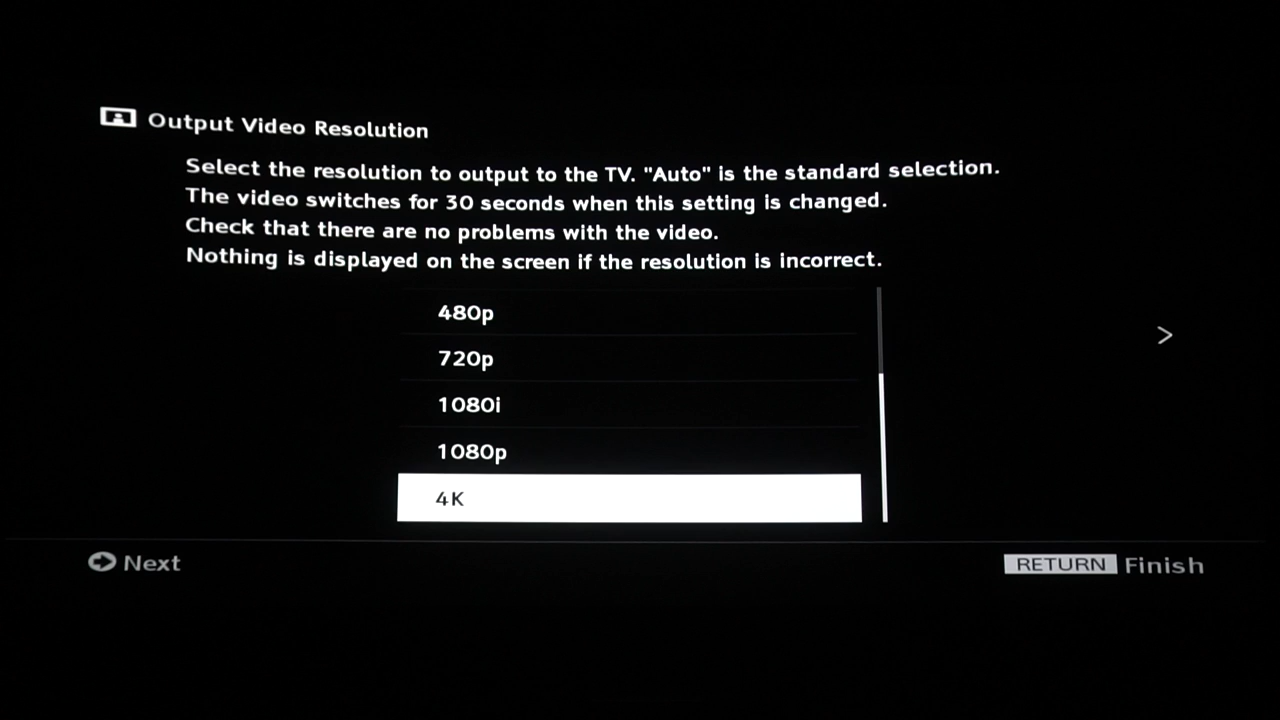 Output Video Resolution
Select the resolution to output to the TV. "Auto" is the standard selection.
The video switches for 30 seconds when this setting is changed.
Check that there are no problems with the video.
Nothing is displayed on the screen if the resolution is incorrect.
480p
720p
1080i
1080p
4K
>
Next
RETURN Finish